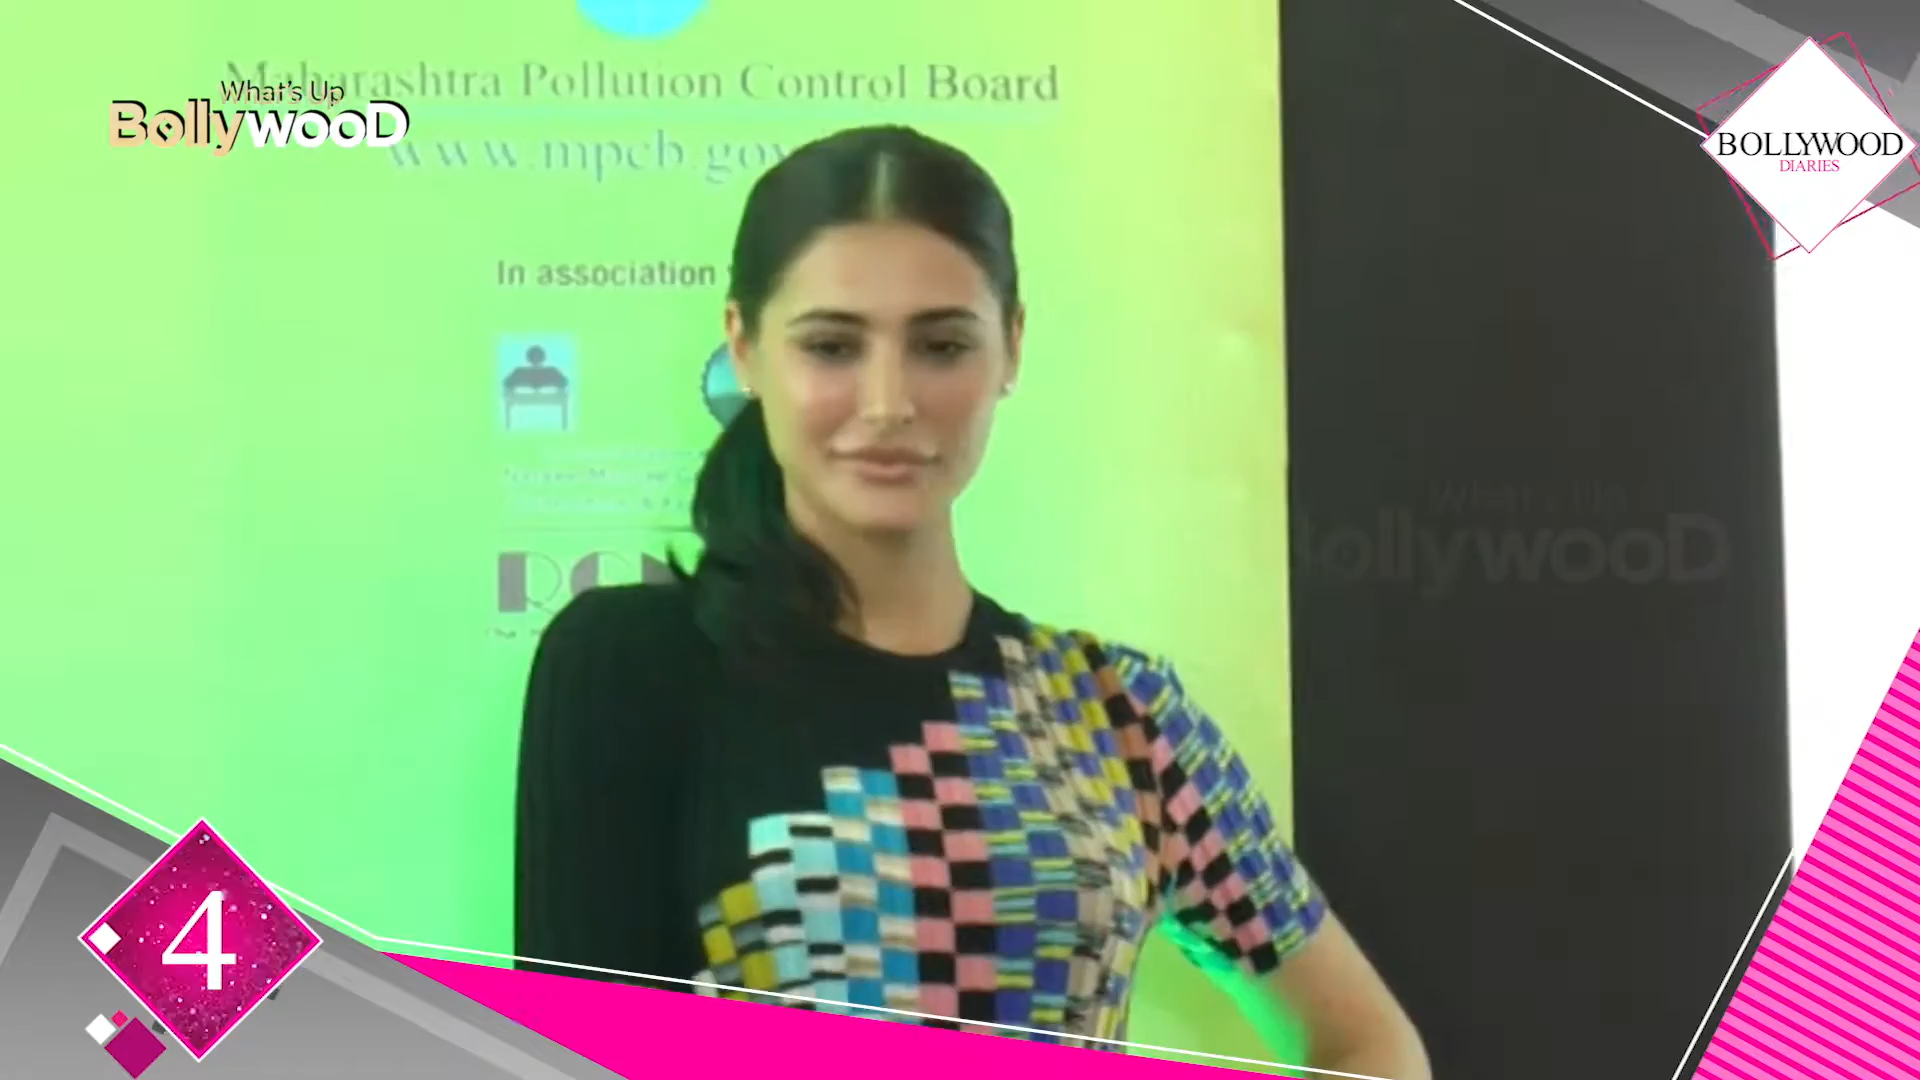 What's Up
BollywooD
Maharashtra Pollution Control Board
www.mpcb.gov
In association
BOLLYWOOD
DIARIES
What's Up
BollywooD
4